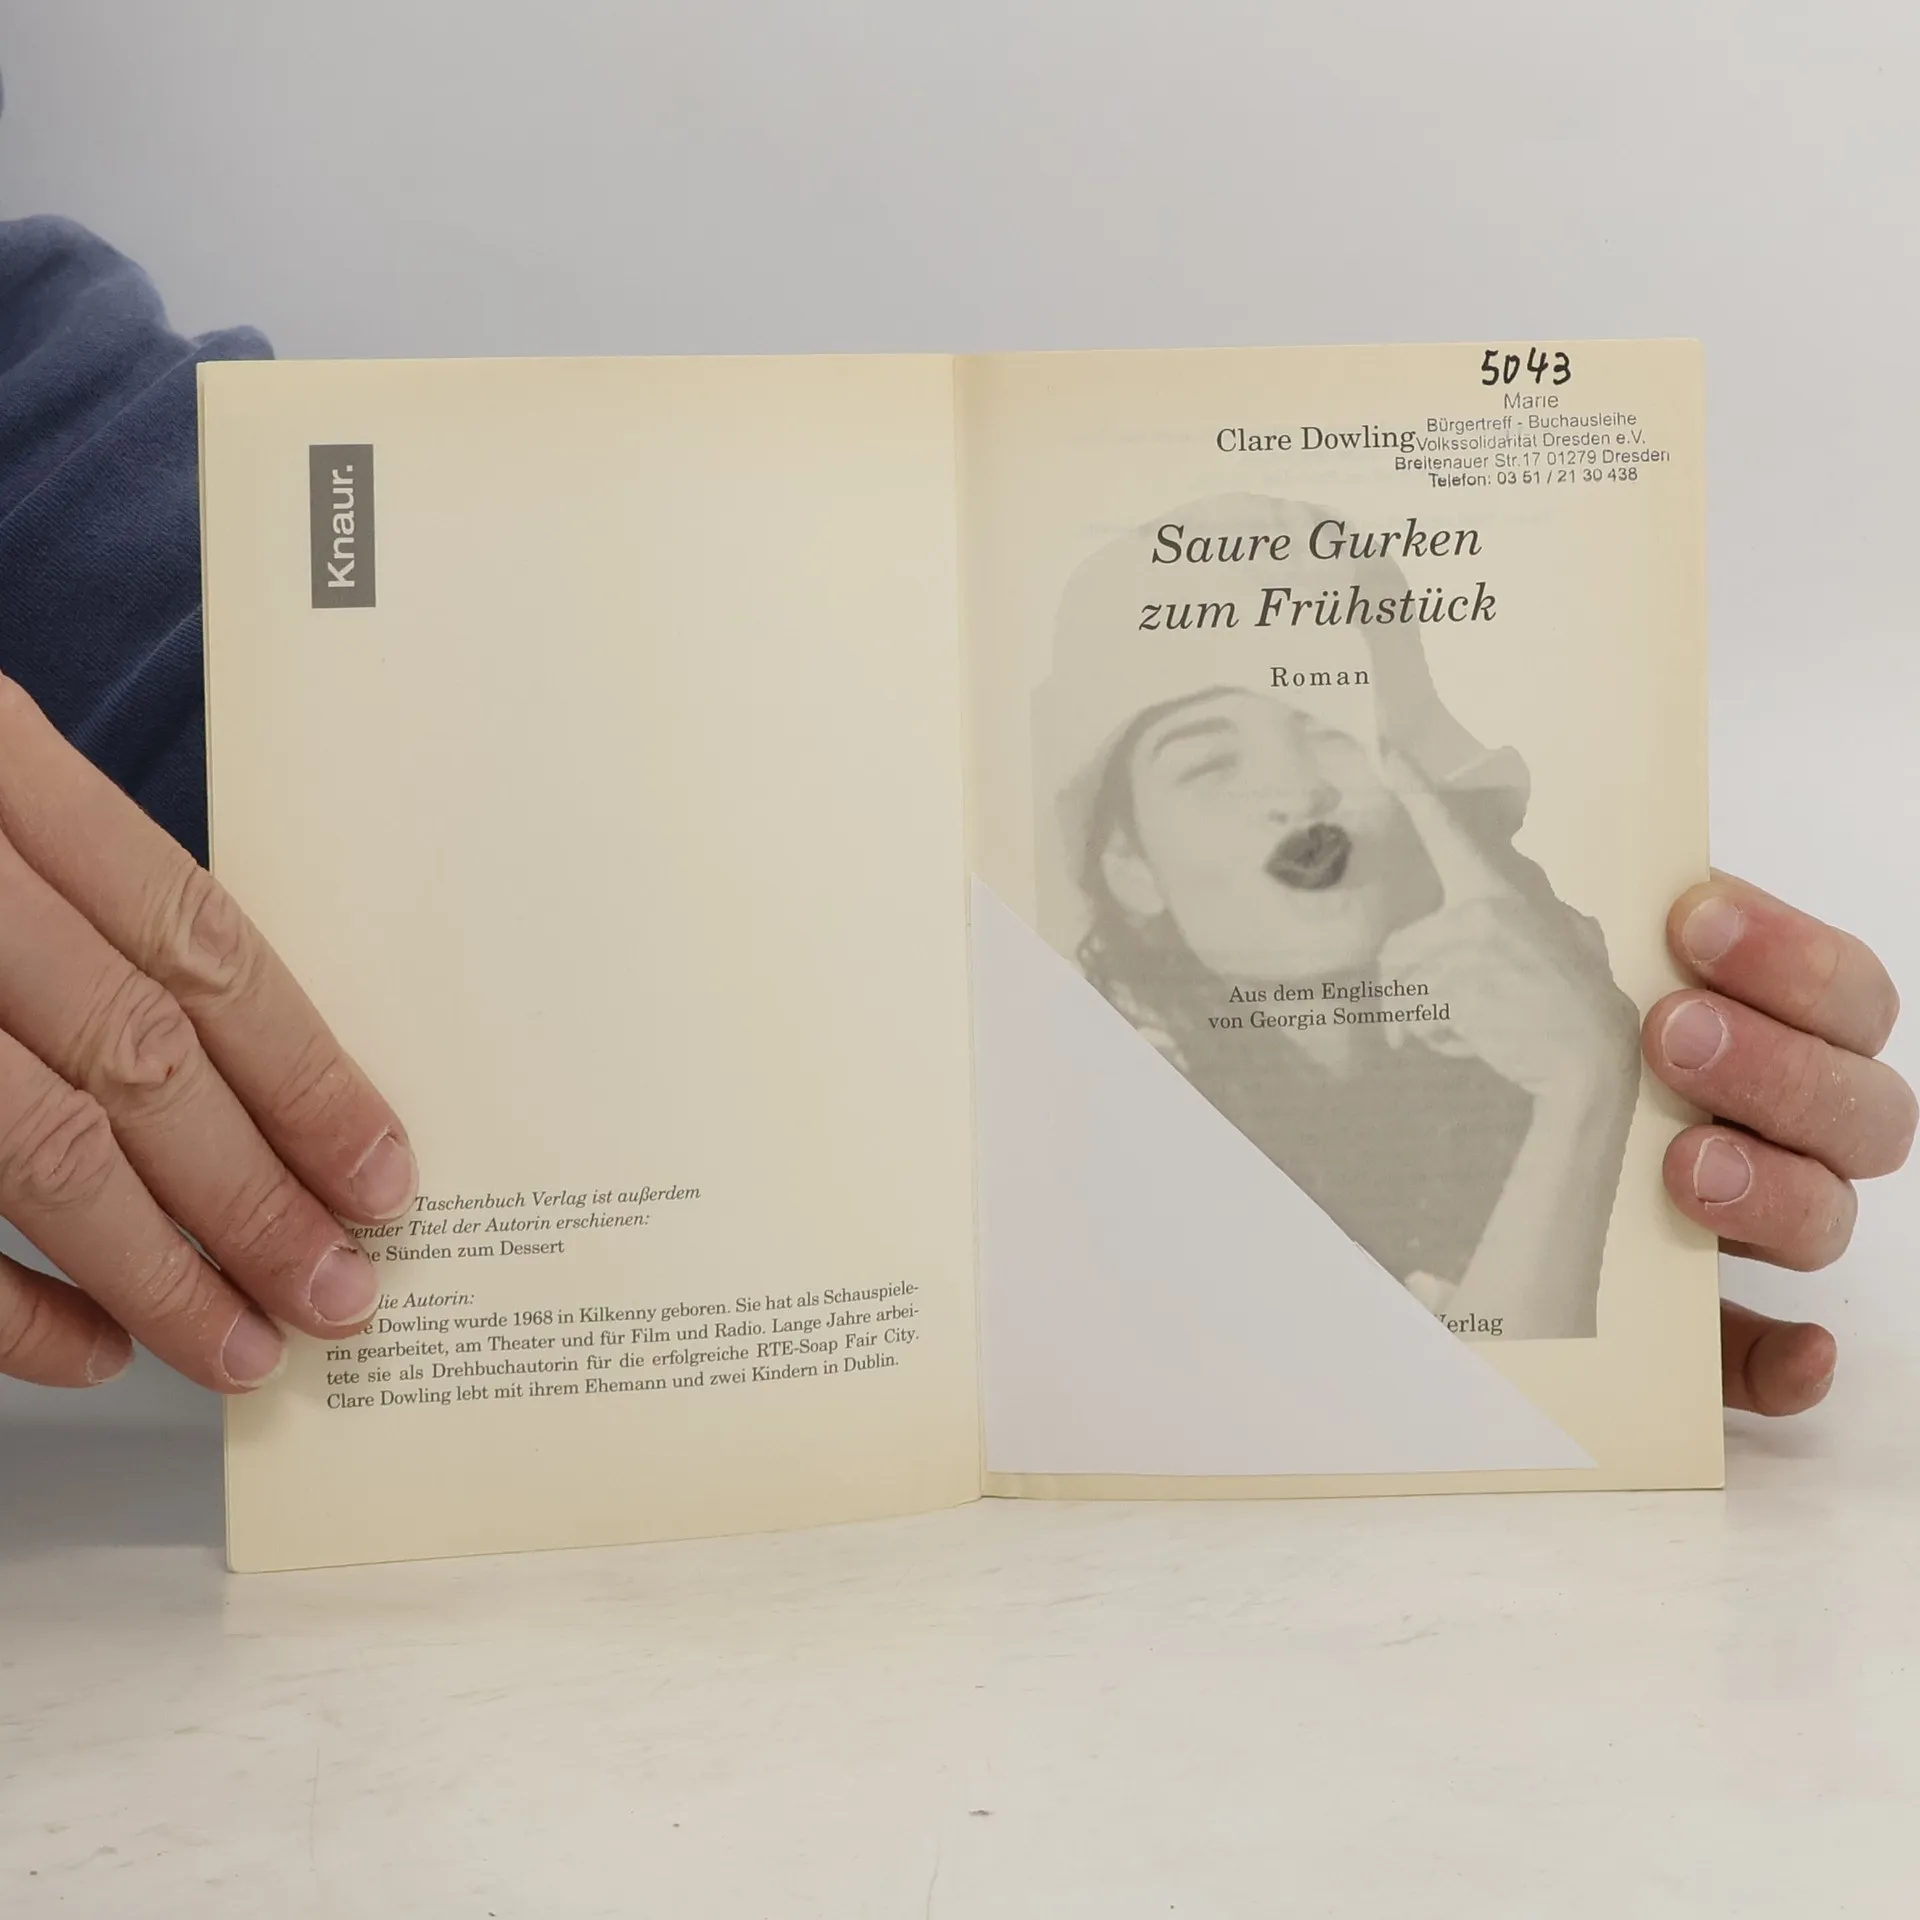 Knaur.
Taschenbuch Verlag ist außerdem
Titel der Autorin erschienen:
Sünden zum Dessert
Autorin:
Dowling wurde 1968 in Kilkenny geboren. Sie hat als Schauspiele-
rin gearbeitet, am Theater und für Film und Radio. Lange Jahre arbei-
tete sie als Drehbuchautorin für die erfolgreiche RTE-Soap Fair City.
Clare Dowling lebt mit ihrem Ehemann und zwei Kindern in Dublin.
5043
Marie
Bürgertreff - Buchausleihe
Volkssolidarität Dresden e.V.
Breitenauer Str.17 01279 Dresden
Telefon: 03 51 / 21 30 438
Clare Dowling
Saure Gurken
zum Frühstück
Roman
Aus dem Englischen
von Georgia Sommerfeld
Verlag